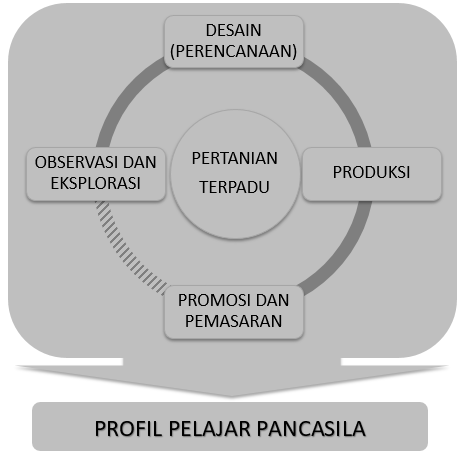 DESAIN
(PERENCANAAN)
OBSERVASI DAN
EKSPLORASI
PERTANIAN
TERPADU
PRODUKSI
PROMOSI DAN
PEMASARAN
PROFIL PELAJAR PANCASILA